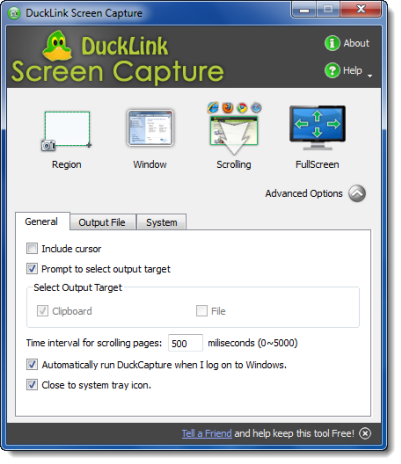 DuckLink Screen Capture
DuckLink
Screen Capture
About
Help
Region
Window
Scrolling
FullScreen
Advanced Options
General
Output File
System
Include cursor
Prompt to select output target
Select Output Target
Clipboard
File
Time interval for scrolling pages: 500 miliseconds (0~5000)
Automatically run DuckCapture when I log on to Windows.
Close to system tray icon.
Tell a Friend and help keep this tool Free!